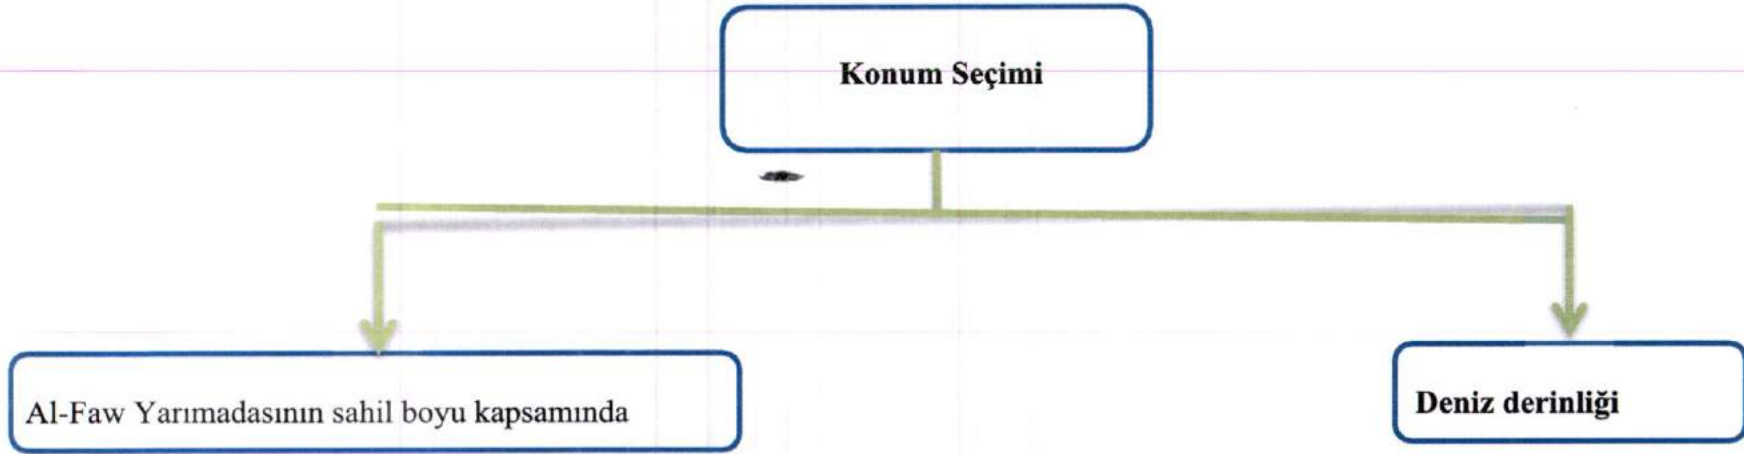 Konum Seçimi
Al-Faw Yarımadasının sahil boyu kapsamında
Deniz derinliği